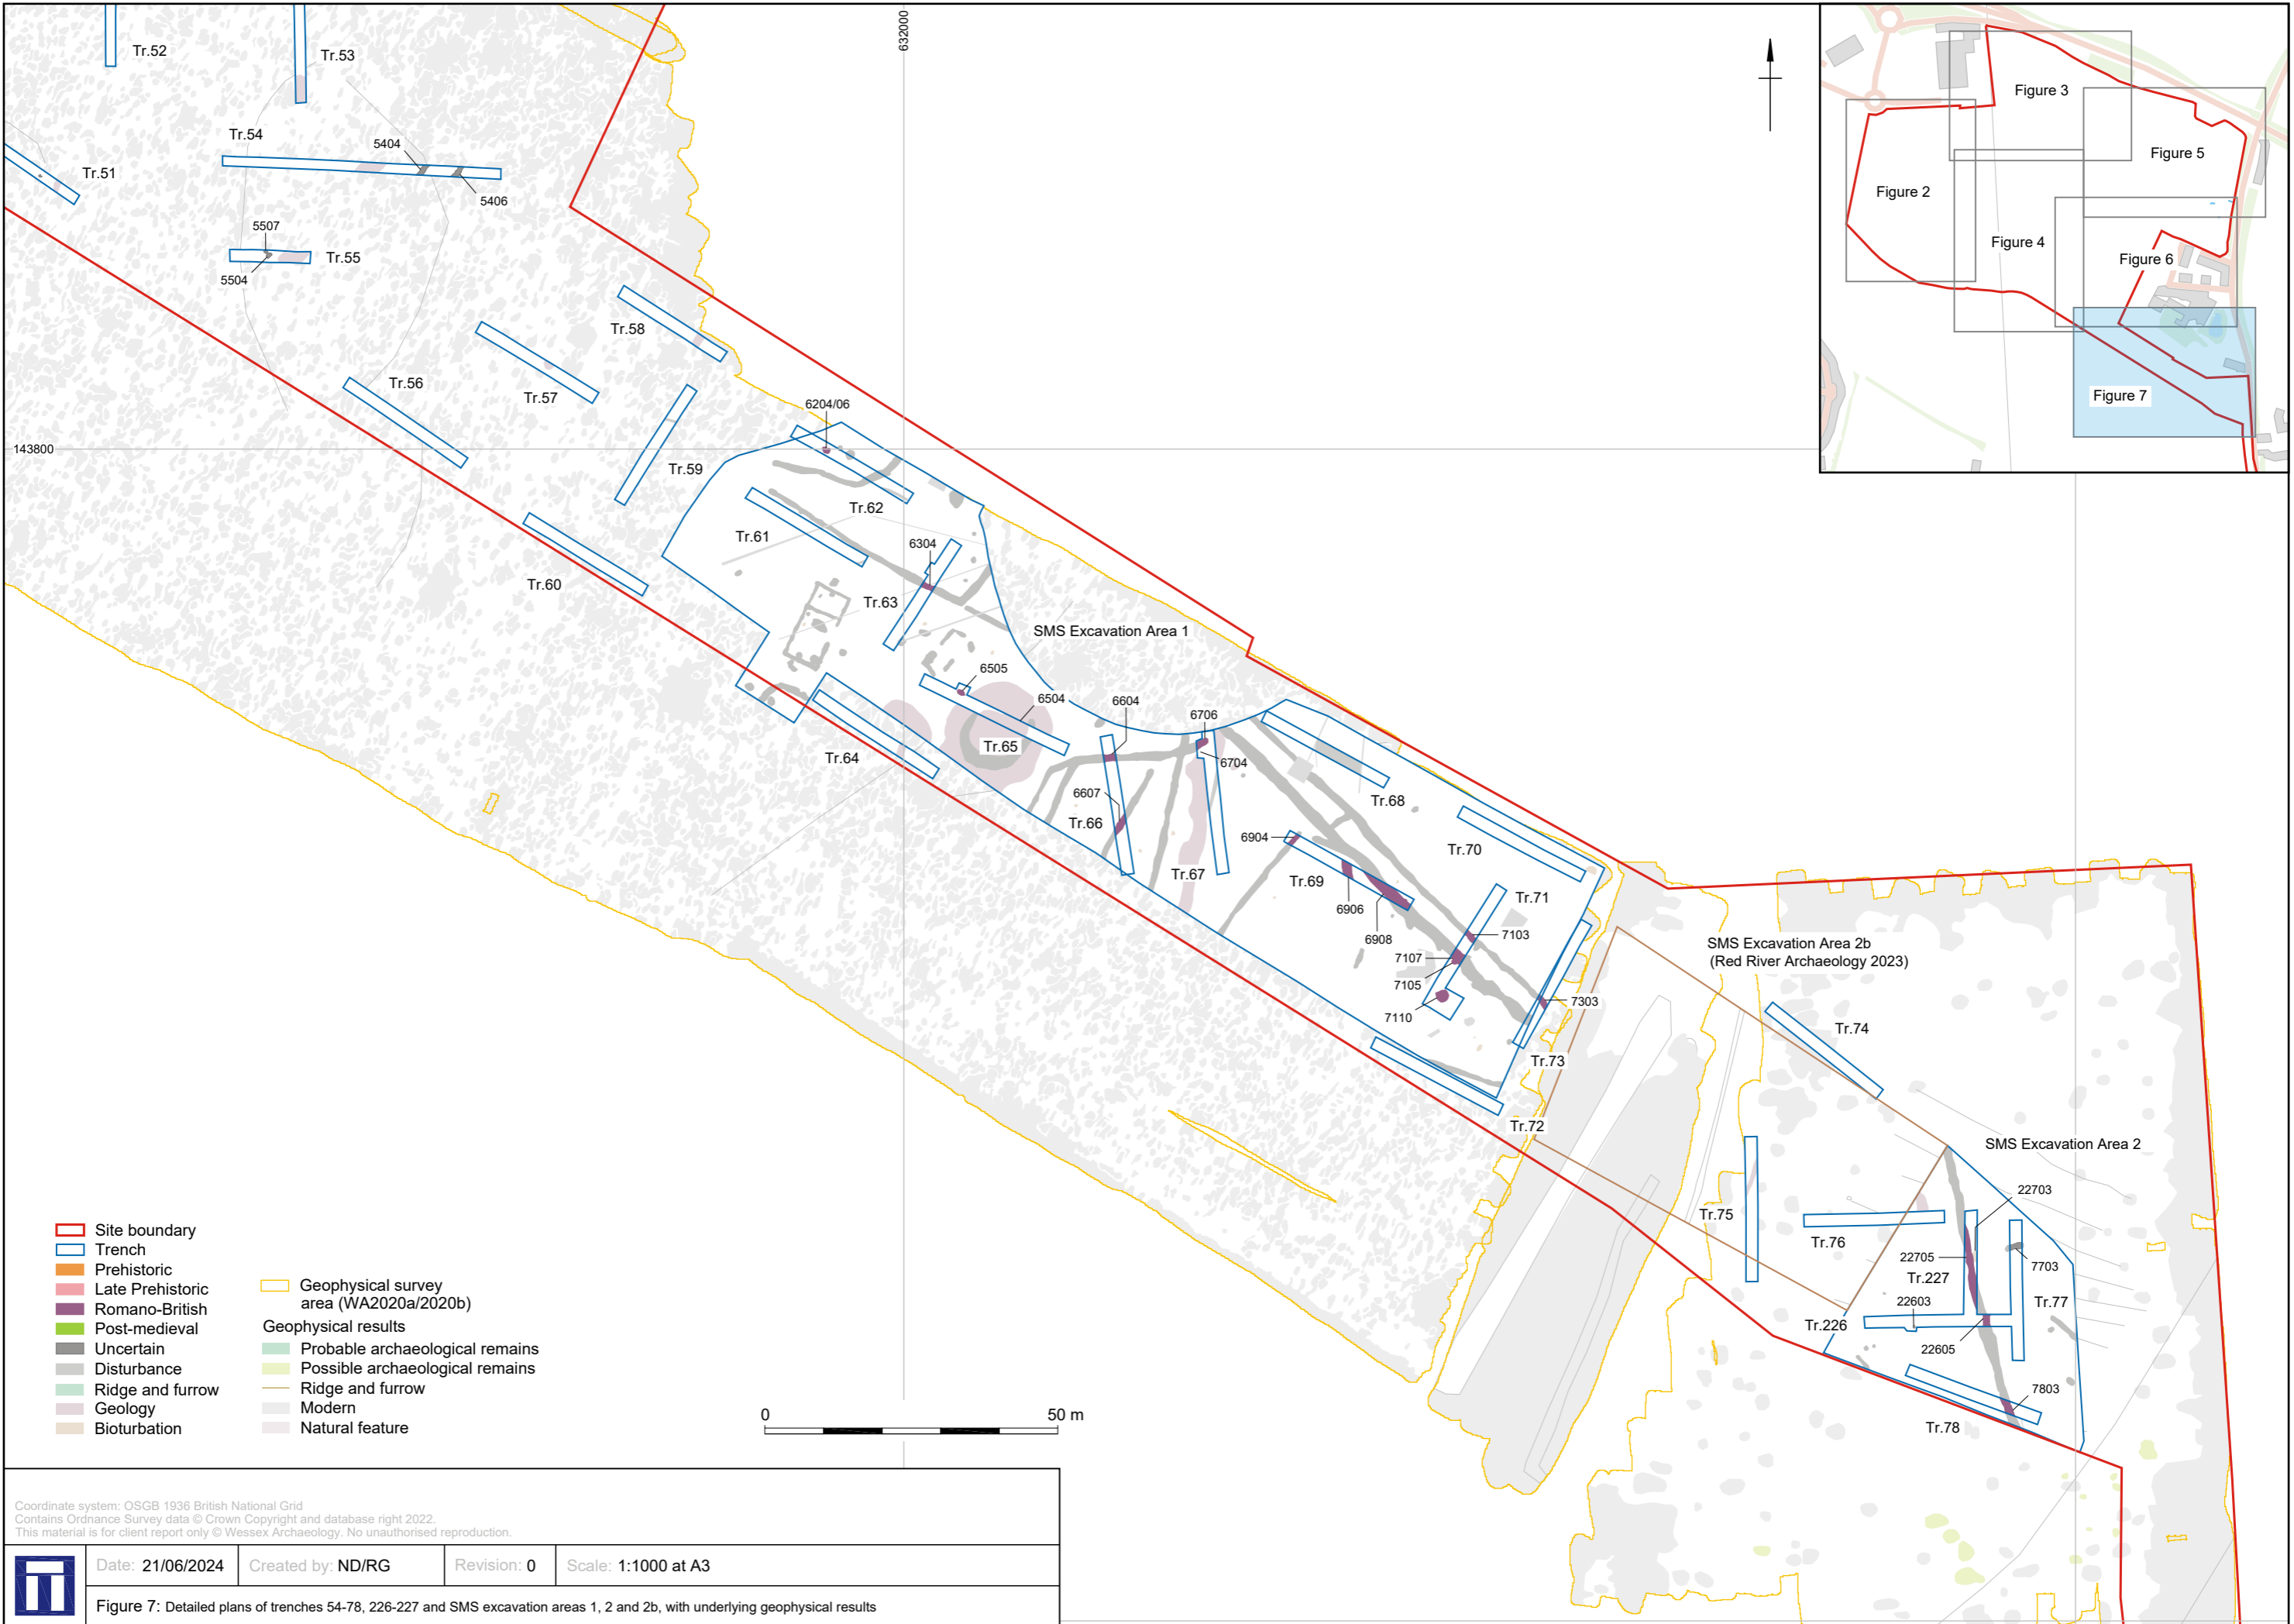 632000
Tr.52
Tr.53
Tr.54
5404
Tr.51
5406
5507
5504
Tr.55
Tr.58
Tr.57
Tr.56
6204/06
143800
Tr.59
Tr.62
Tr.61
6304
Tr.60
Tr.63
SMS Excavation Area 1
6505
6504
6604
6706
Tr.65
Tr.64
6704
Tr.68
6607
Tr.66
6904
Tr.70
Tr.67
Tr.69
6906
Tr.71
6908
7103
7107
7105
7303
7110
Tr.73
Tr.72
SMS Excavation Area 2b
(Red River Archaeology 2023)
Tr.74
SMS Excavation Area 2
22703
Tr.75
Tr.76
22705
7703
Tr.227
22603
Tr.77
Tr.226
22605
7803
Tr.78
Figure 3
Figure 5
Figure 2
Figure 4
Figure 6
Figure 7
Site boundary
Trench
Prehistoric
Late Prehistoric
Romano-British
Post-medieval
Uncertain
Disturbance
Ridge and furrow
Geology
Bioturbation
Geophysical survey
area (WA2020a/2020b)
Geophysical results
Probable archaeological remains
Possible archaeological remains
Ridge and furrow
Modern
Natural feature
0 50 m
Coordinate system: OSGB 1936 British National Grid
Contains Ordnance Survey data © Crown Copyright and database right 2022.
This material is for client report only © Wessex Archaeology. No unauthorised reproduction.
Date: 21/06/2024 Created by: ND/RG Revision: 0 Scale: 1:1000 at A3
Figure 7: Detailed plans of trenches 54-78, 226-227 and SMS excavation areas 1, 2 and 2b, with underlying geophysical results